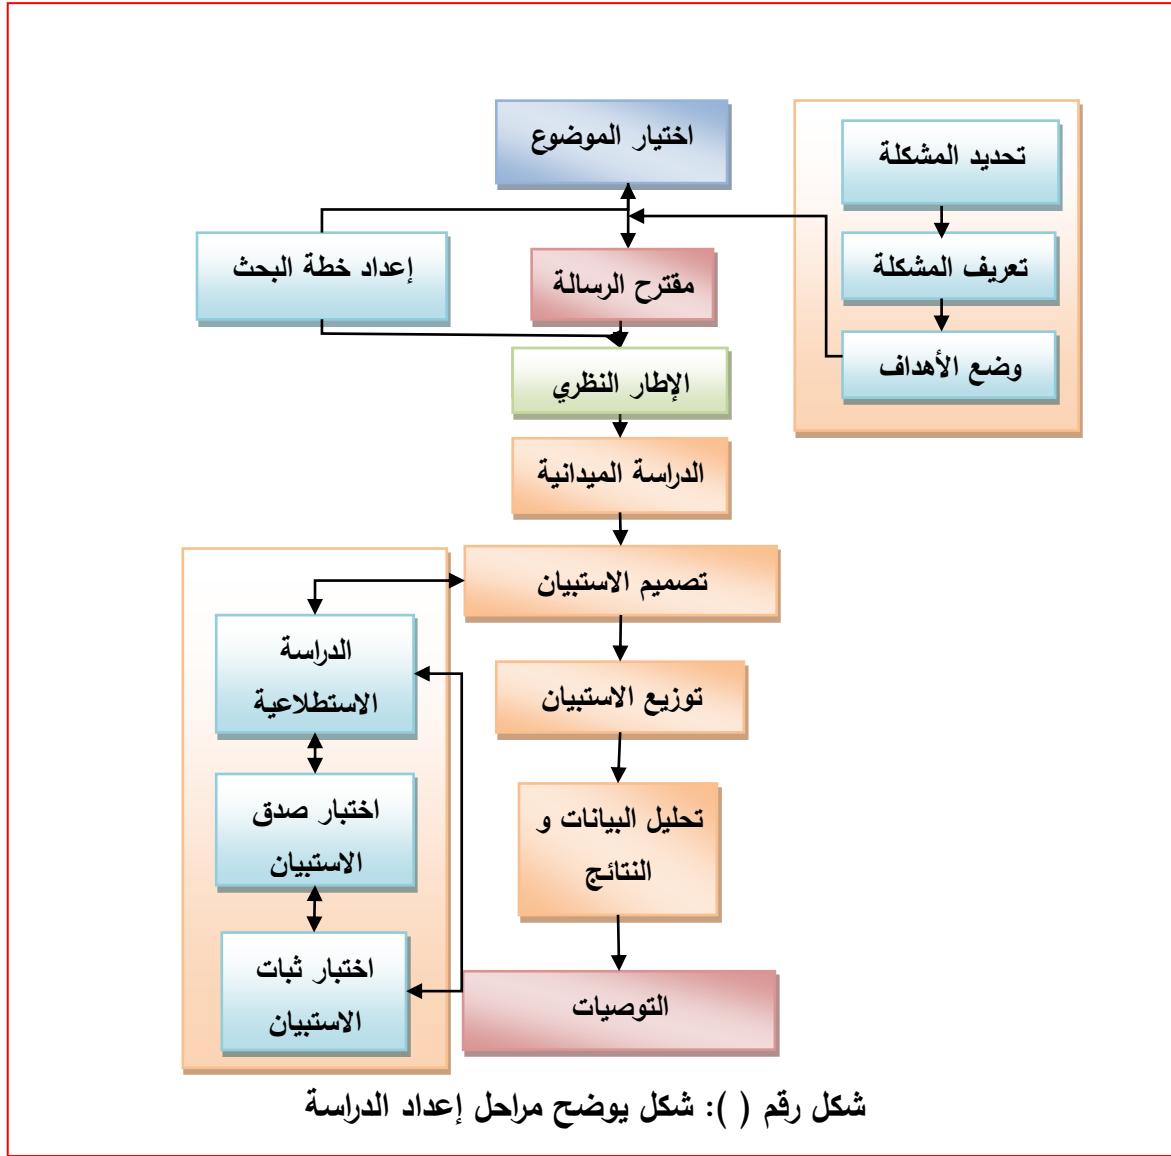 اختيار الموضوع
تحديد المشكلة
تعريف المشكلة
وضع الأهداف
إعداد خطة البحث
مقترح الرسالة
الإطار النظري
الدراسة الميدانية
تصميم الاستبيان
الدراسة
الاستطلاعية
اختبار صدق
الاستبيان
اختبار ثبات
الاستبيان
توزيع الاستبيان
تحليل البيانات و
النتائج
التوصيات
شكل رقم ( ): شكل يوضح مراحل إعداد الدراسة